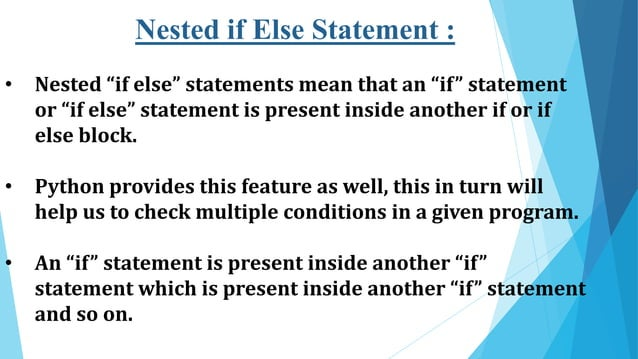 Nested if Else Statement :
• Nested “if else” statements mean that an “if” statement
or “if else” statement is present inside another if or if
else block.
• Python provides this feature as well, this in turn will
help us to check multiple conditions in a given program.
• An “if” statement is present inside another “if”
statement which is present inside another “if” statement
and so on.